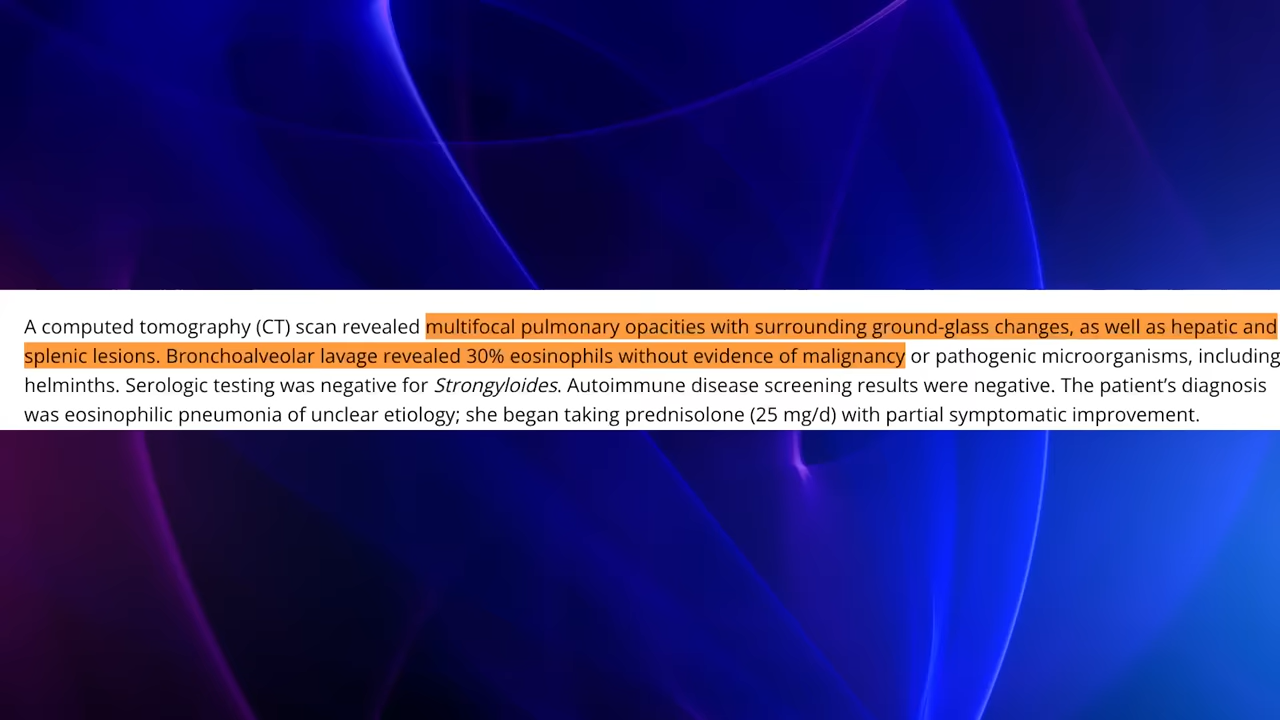 A computed tomography (CT) scan revealed multifocal pulmonary opacities with surrounding ground-glass changes, as well as hepatic and
splenic lesions. Bronchoalveolar lavage revealed 30% eosinophils without evidence of malignancy or pathogenic microorganisms, including
helminths. Serologic testing was negative for Strongyloides. Autoimmune disease screening results were negative. The patient’s diagnosis
was eosinophilic pneumonia of unclear etiology; she began taking prednisolone (25 mg/d) with partial symptomatic improvement.